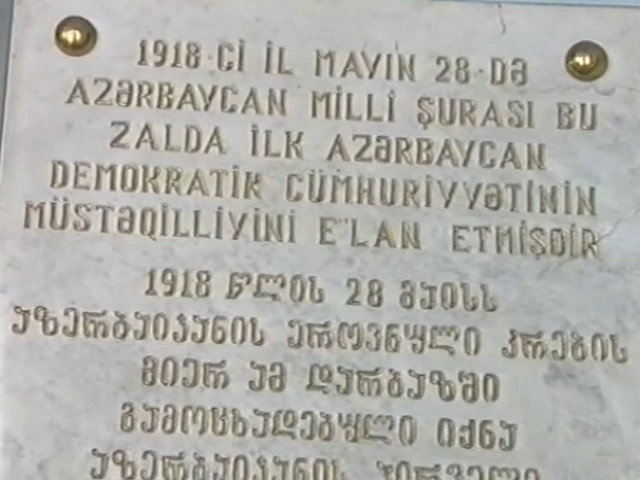 1918-Cİ İL MAYIN 28-DƏ
AZƏRBAYCAN MİLLİ ŞURASI BU
ZALDA İLK AZƏRBAYCAN
DEMOKRATİK CÜMHURİYYƏTİNİN
MÜSTƏQİLLİYİNİ E'LAN ETMİŞDİR
1918 წლის 28 მაისს
აზერბაიჯანის ეროვნული კრების
მიერ ამ დარბაზში
გამოცხადებული იქნა
აზერბაიჯანის პირველი